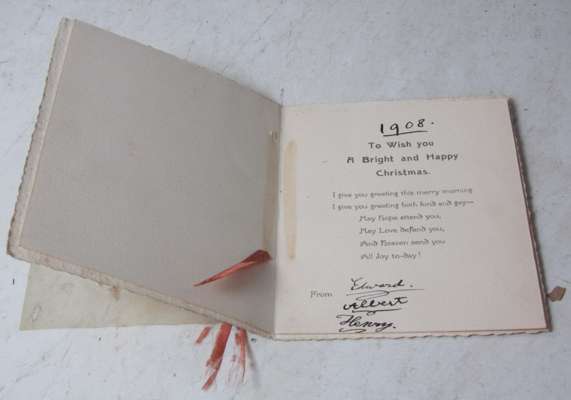 1908.
To Wish you
A Bright and Happy
Christmas.
I give you greeting this merry morning
I give you greeting both fond and gay—
May Hope attend you,
May Love defend you,
And Heaven send you
All Joy to-day!
From Edward.
Albert
Henry.